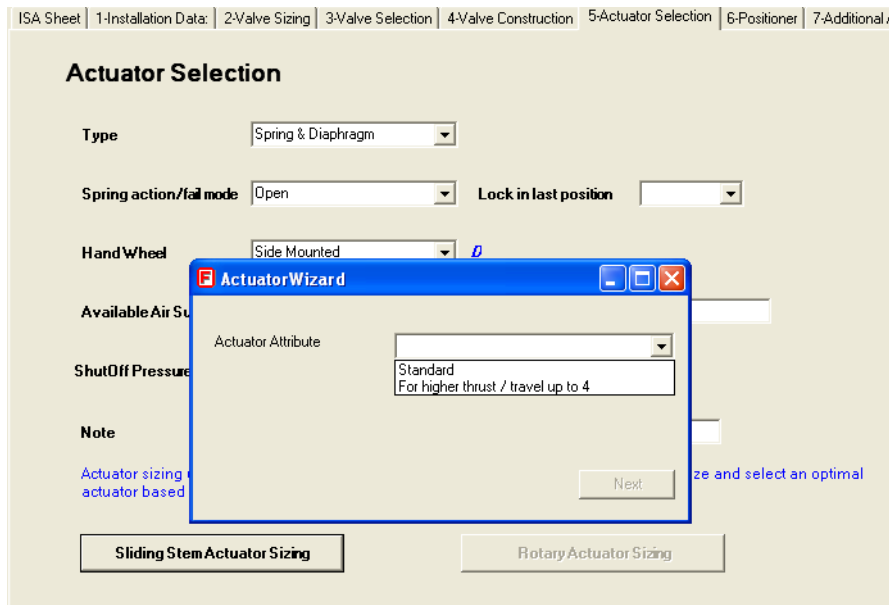 ISA Sheet 1-Installation Data: 2-Valve Sizing 3-Valve Selection 4-Valve Construction 5-Actuator Selection 6-Positioner 7-Additional
Actuator Selection
Type Spring & Diaphragm
Spring action/fail mode Open Lock in last position
Hand Wheel Side Mounted D
ActuatorWizard
Available Air Su
Actuator Attribute
Standard
ShutOff Pressure
For higher thrust / travel up to 4
Note
Actuator sizing ze and select an optimal
Next
actuator based
Sliding Stem Actuator Sizing Rotary Actuator Sizing